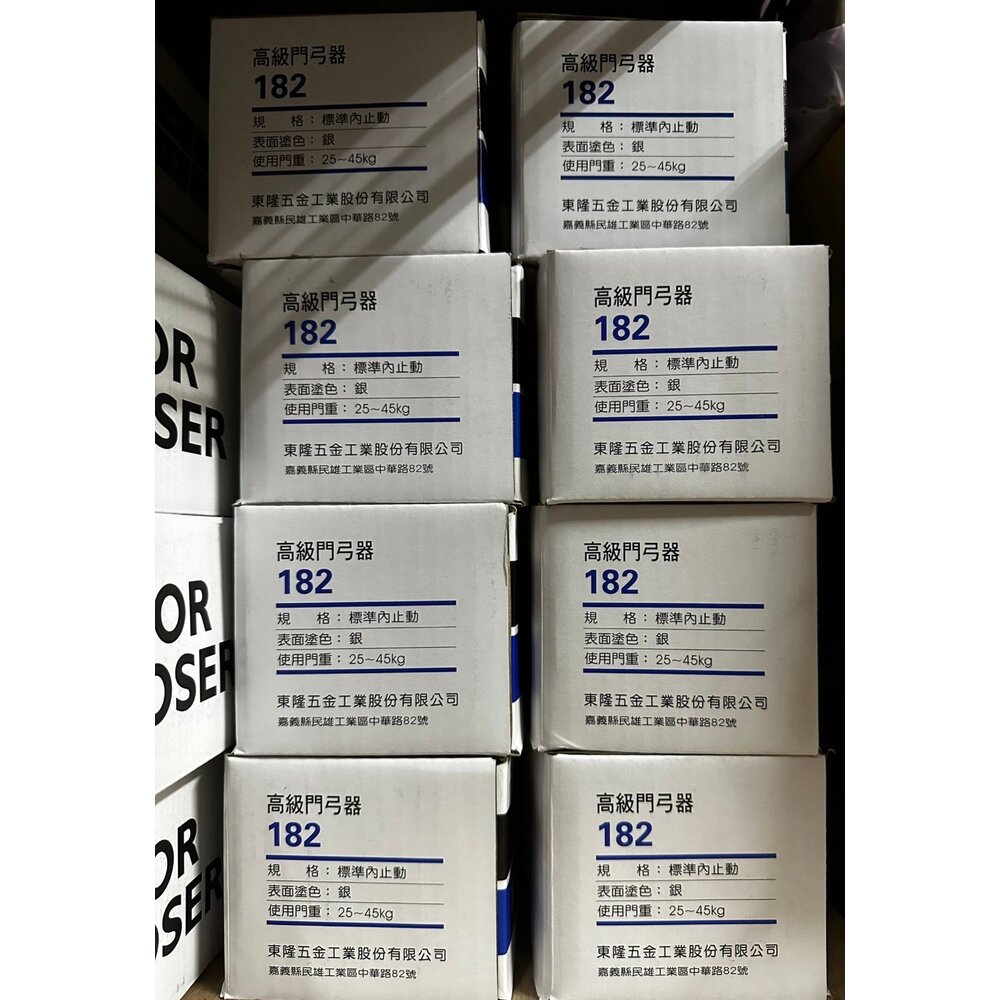 高級門弓器
182
規 格：標準內止動
表面塗色：銀
使用門重：25~45kg
東隆五金工業股份有限公司
嘉義縣民雄工業區中華路82號
高級門弓器
182
規 格：標準內止動
表面塗色：銀
使用門重：25~45kg
東隆五金工業股份有限公司
嘉義縣民雄工業區中華路82號
OR
OSER
高級門弓器
182
規 格：標準內止動
表面塗色：銀
使用門重：25~45kg
東隆五金工業股份有限公司
嘉義縣民雄工業區中華路82號
高級門弓器
182
規 格：標準內止動
表面塗色：銀
使用門重：25~45kg
東隆五金工業股份有限公司
嘉義縣民雄工業區中華路82號
OR
OSER
高級門弓器
182
規 格：標準內止動
表面塗色：銀
使用門重：25~45kg
東隆五金工業股份有限公司
嘉義縣民雄工業區中華路82號
高級門弓器
182
規 格：標準內止動
表面塗色：銀
使用門重：25~45kg
東隆五金工業股份有限公司
嘉義縣民雄工業區中華路82號
OR
OSER
高級門弓器
182
規 格：標準內止動
表面塗色：銀
使用門重：25~45kg
東隆五金工業股份有限公司
嘉義縣民雄工業區中華路82號
高級門弓器
182
規 格：標準內止動
表面塗色：銀
使用門重：25~45kg
東隆五金工業股份有限公司
嘉義縣民雄工業區中華路82號